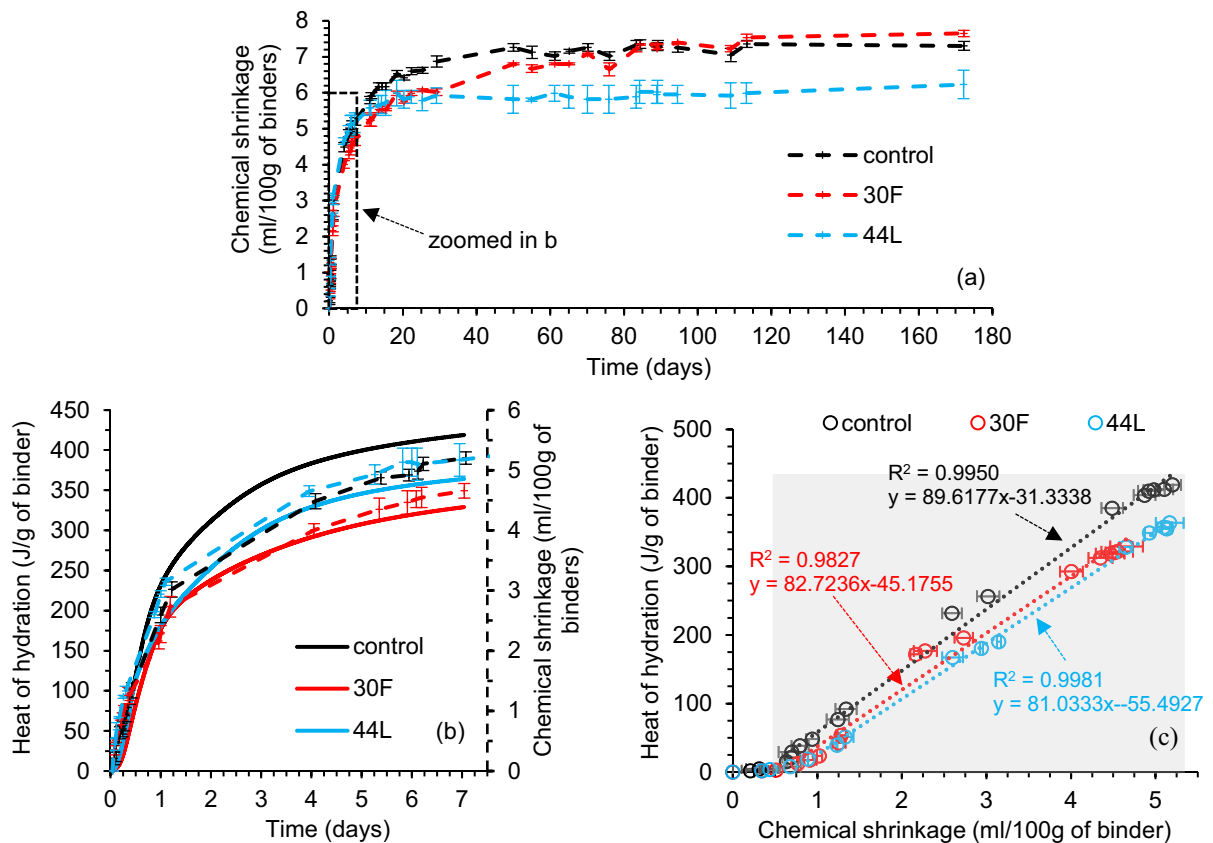 Chemical shrinkage
(ml/100g of binders)
8
7
6
5
4
3
2
1
0
control
30F
44L
zoomed in b
(a)
0 20 40 60 80 100 120 140 160 180
Time (days)
Heat of hydration (J/g of binder)
450
400
350
300
250
200
150
100
50
0
control
30F
44L
(b)
0 1 2 3 4 5 6 7
Time (days)
6
5
4
3
2
1
0
Chemical shrinkage (ml/100g of
binders)
control 30F 44L
Heat of hydration (J/g of binder)
500
400
300
200
100
0
R² = 0.9950
y = 89.6177x-31.3338
R² = 0.9827
y = 82.7236x-45.1755
R² = 0.9981
y = 81.0333x--55.4927
(c)
0 1 2 3 4 5
Chemical shrinkage (ml/100g of binder)